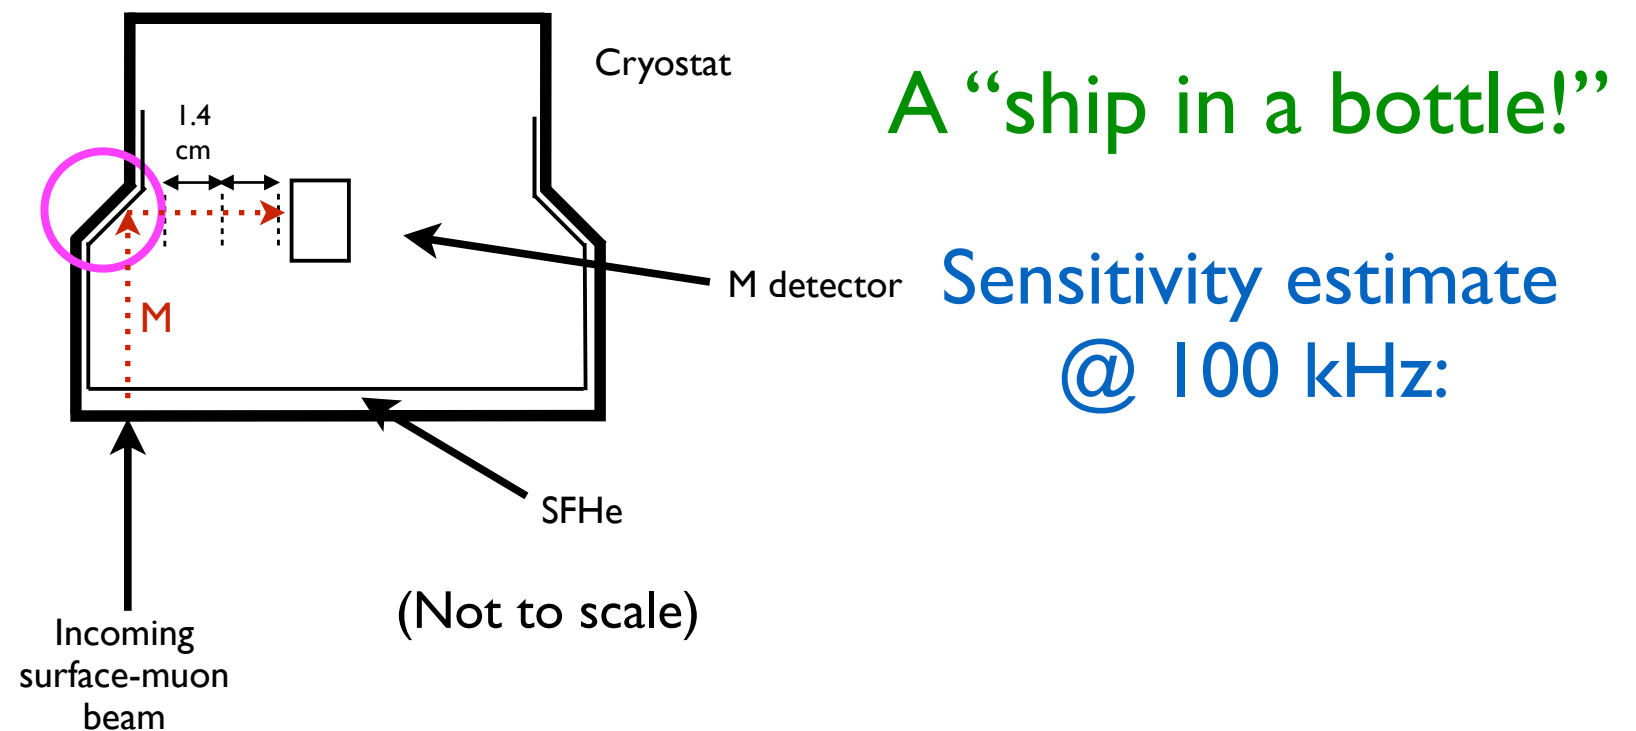 Cryostat
A “ship in a bottle!”
1.4
cm
M detector
Sensitivity estimate
@ 100 kHz:
M
SFHe
(Not to scale)
Incoming
surface-muon
beam